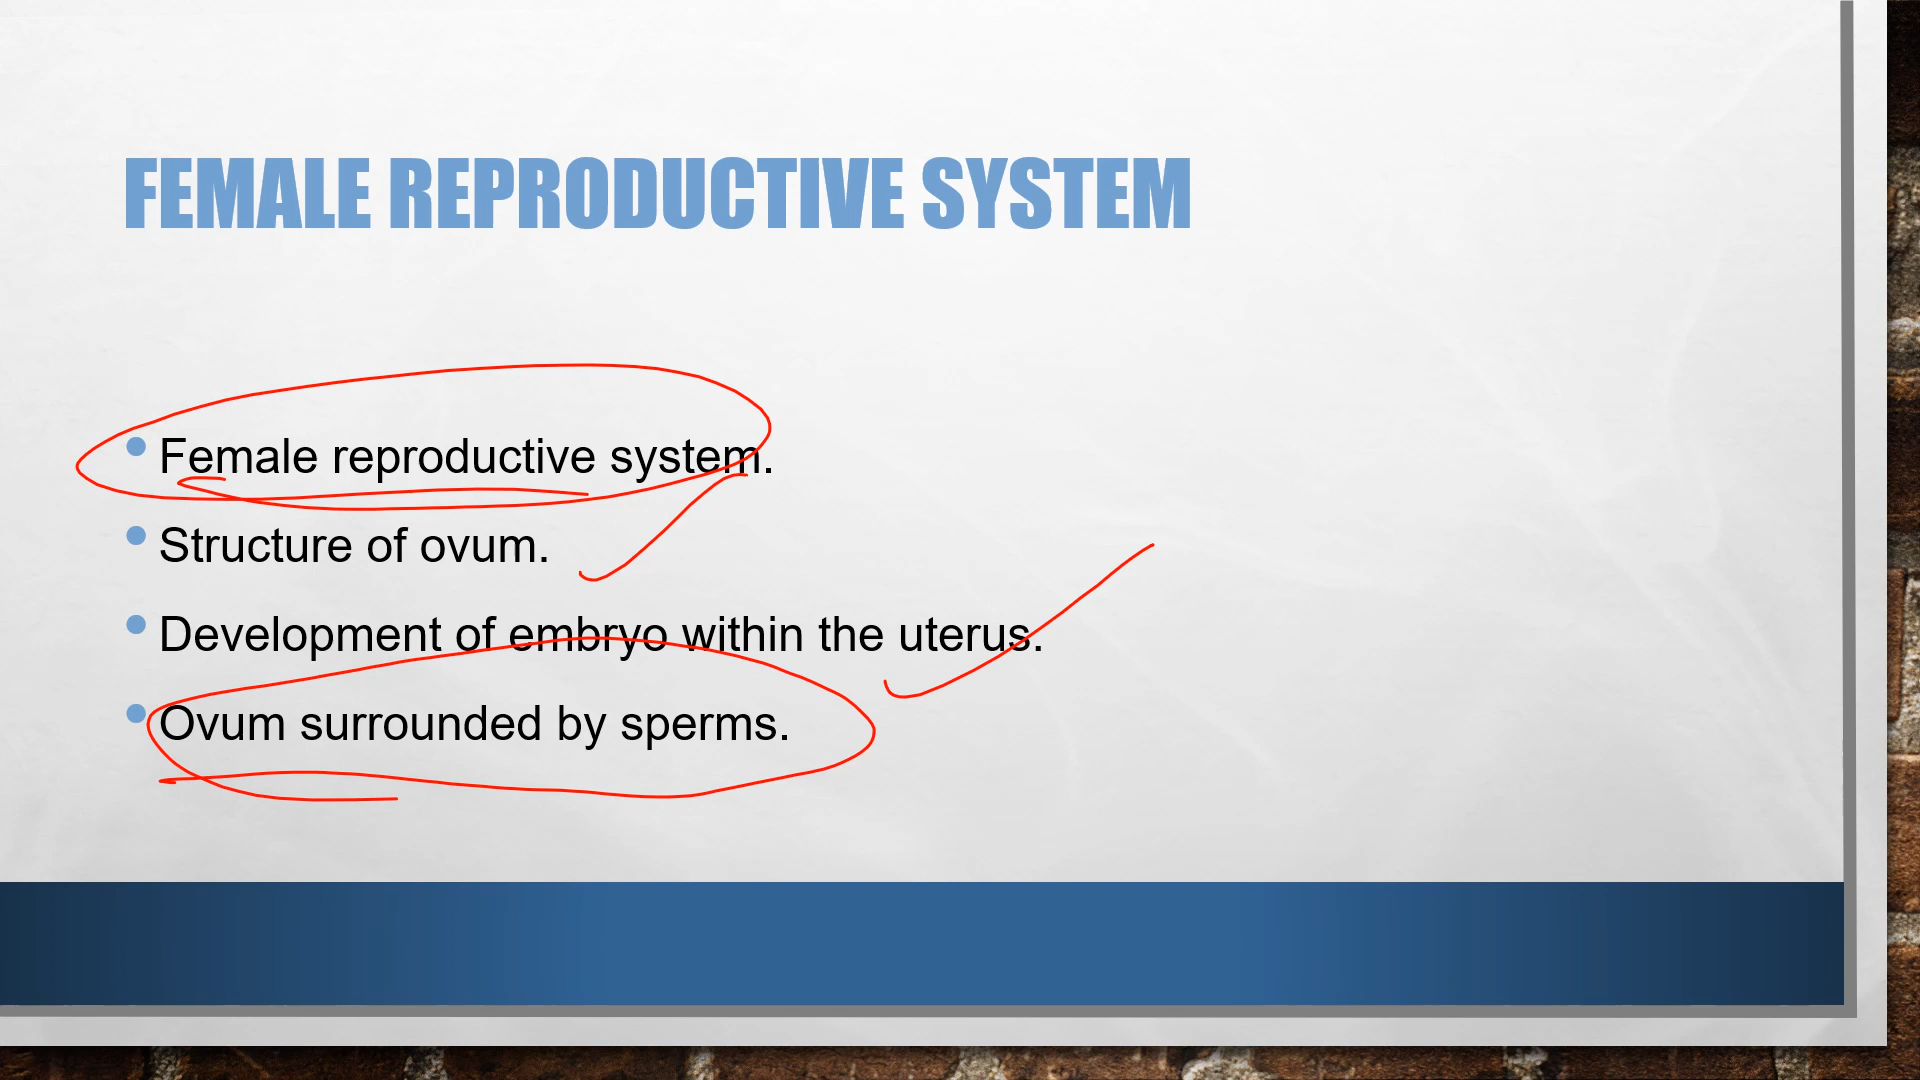 FEMALE REPRODUCTIVE SYSTEM
Female reproductive system.
Structure of ovum.
Development of embryo within the uterus.
Ovum surrounded by sperms.